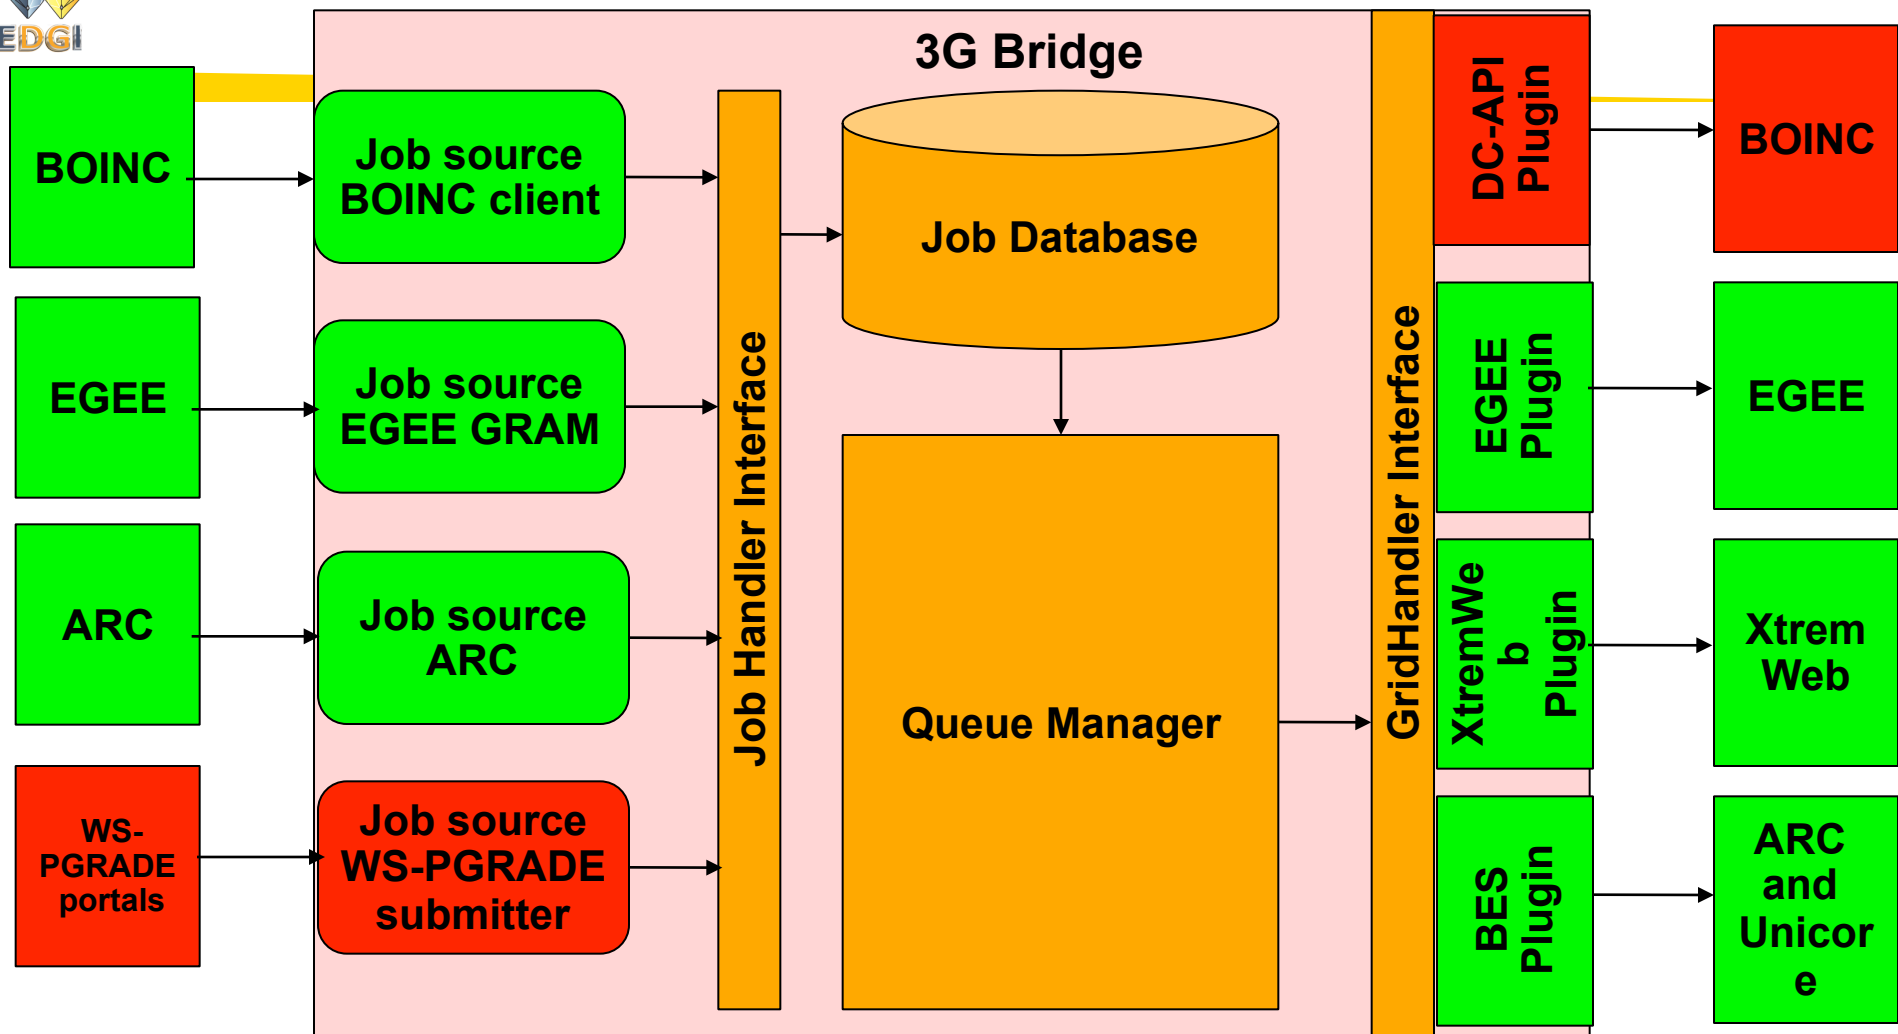 EDGI
3G Bridge
BOINC
Job source
BOINC client
EGEE
Job source
EGEE GRAM
ARC
Job source
ARC
WS-
PGRADE
portals
Job source
WS-PGRADE
submitter
Job Handler Interface
Job Database
Queue Manager
GridHandler Interface
DC-API
Plugin
BOINC
EGEE
Plugin
EGEE
XtremWe
b
Plugin
Xtrem
Web
BES
Plugin
ARC
and
Unicor
e